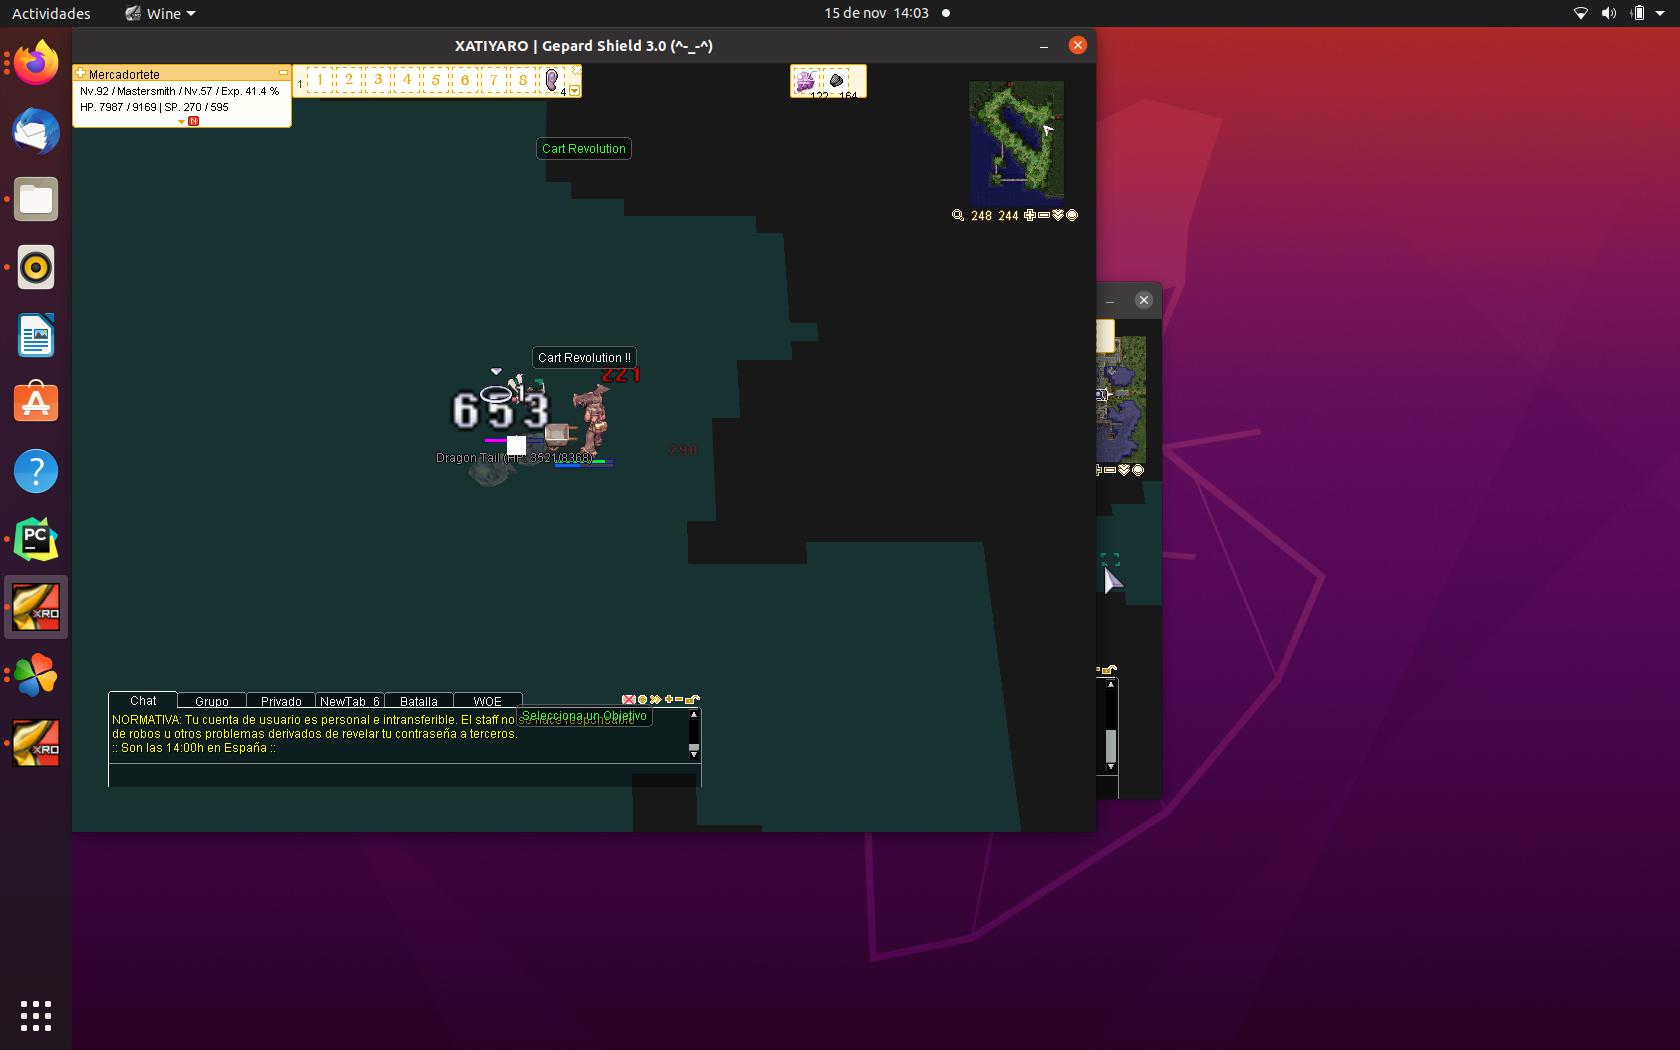 Actividades
Wine
15 de nov 14:03
XATIYARO | Gepard Shield 3.0 (^-_-^)
Mercadortete
Nv.92 / Mastersmith / Nv.57 / Exp. 41.4 %
HP. 7987 / 9169 | SP. 270 / 595
N
1
1 2 3 4 5 6 7 8
4
122 164
248 244
Cart Revolution
Cart Revolution !!
221
653
290
Dragon Tail (HP: 3521/8368)
PC
XRO
XRO
Chat Grupo Privado NewTab_6 Batalla WOE
Selecciona un Objetivo
NORMATIVA: Tu cuenta de usuario es personal e intransferible. El staff no se hace responsable
de robos u otros problemas derivados de revelar tu contraseña a terceros.
:: Son las 14:00h en España ::